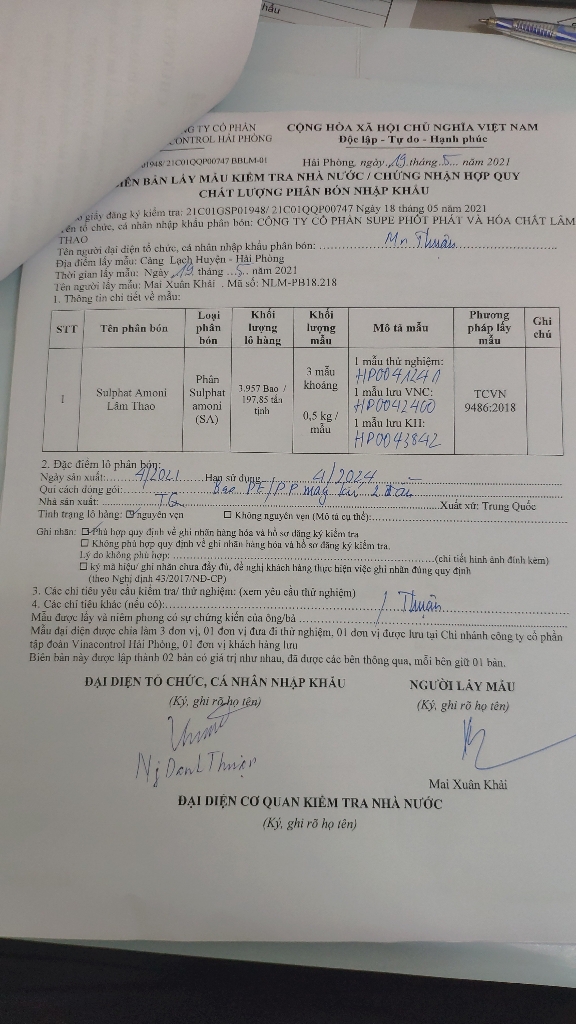 hẩu
G TY CỔ PHẦN CỘNG HÒA XÃ HỘI CHỦ NGHĨA VIỆT NAM
CONTROL HẢI PHÒNG Độc lập - Tự do - Hạnh phúc
01948/ 21C01QQP00747 BBLM-01 Hải Phòng, ngày 19 tháng 5 năm 2021
IÊN BẢN LẤY MẪU KIỂM TRA NHÀ NƯỚC / CHỨNG NHẬN HỢP QUY
CHẤT LƯỢNG PHÂN BÓN NHẬP KHẨU
giấy đăng ký kiểm tra: 21C01GSP01948/ 21C01QQP00747 Ngày 18 tháng 05 năm 2021
ên tổ chức, cá nhân nhập khẩu phân bón: CÔNG TY CỔ PHẦN SUPE PHỐT PHÁT VÀ HÓA CHẤT LÂM
THAO
Tên người đại diện tổ chức, cá nhân nhập khẩu phân bón: Mr Thuận
Địa điểm lấy mẫu: Cảng Lạch Huyện - Hải Phòng
Thời gian lấy mẫu: Ngày 19 tháng 5 năm 2021
Tên người lấy mẫu: Mai Xuân Khải . Mã số: NLM-PB18.218
1. Thông tin chi tiết về mẫu:
STT Tên phân bón Loại phân bón Khối lượng lô hàng Khối lượng mẫu Mô tả mẫu Phương pháp lấy mẫu Ghi chú
1 Sulphat Amoni Lâm Thao Phân Sulphat amoni (SA) 3.957 Bao / 197,85 tấn tịnh 3 mẫu khoảng 0,5 kg / mẫu 1 mẫu thử nghiệm: HP0041241 1 mẫu lưu VNC: HP0042400 1 mẫu lưu KH: HP0043842 TCVN 9486:2018
2. Đặc điểm lô phân bón:
Ngày sản xuất: 4/2021 Hạn sử dụng 4/2024
Qui cách đóng gói: Bao PE/PP may kín 2 đầu
Nhà sản xuất: TQ Xuất xứ: Trung Quốc
Tình trạng lô hàng: ☑ nguyên vẹn ☐ Không nguyên vẹn (Mô tả cụ thể):
Ghi nhãn: ☑ Phù hợp quy định về ghi nhãn hàng hóa và hồ sơ đăng ký kiểm tra
☐ Không phù hợp quy định về ghi nhãn hàng hóa và hồ sơ đăng ký kiểm tra.
Lý do không phù hợp: (chi tiết hình ảnh đính kèm)
☐ ký mã hiệu/ ghi nhãn chưa đầy đủ, đề nghị khách hàng thực hiện việc ghi nhãn đúng quy định
(theo Nghị định 43/2017/NĐ-CP)
3. Các chỉ tiêu yêu cầu kiểm tra/ thử nghiệm: (xem yêu cầu thử nghiệm)
4. Các chỉ tiêu khác (nếu có): /
Mẫu được lấy và niêm phong có sự chứng kiến của ông/bà Thuận
Mẫu đại diện được chia làm 3 đơn vị, 01 đơn vị đưa đi thử nghiệm, 01 đơn vị được lưu tại Chi nhánh công ty cổ phần
tập đoàn Vinacontrol Hải Phòng, 01 đơn vị khách hàng lưu
Biên bản này được lập thành 02 bản có giá trị như nhau, đã được các bên thông qua, mỗi bên giữ 01 bản.
ĐẠI DIỆN TỔ CHỨC, CÁ NHÂN NHẬP KHẨU NGƯỜI LẤY MẪU
(Ký, ghi rõ họ tên) (Ký, ghi rõ họ tên)
Ng Danh Thuận
Mai Xuân Khải
ĐẠI DIỆN CƠ QUAN KIỂM TRA NHÀ NƯỚC
(Ký, ghi rõ họ tên)